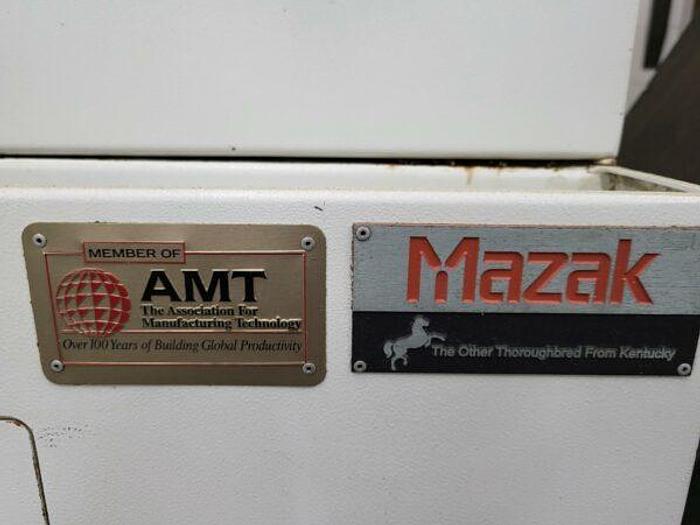 MEMBER OF
AMT
The Association For
Manufacturing Technology
Over 100 Years of Building Global Productivity
Mazak
The Other Thoroughbred From Kentucky